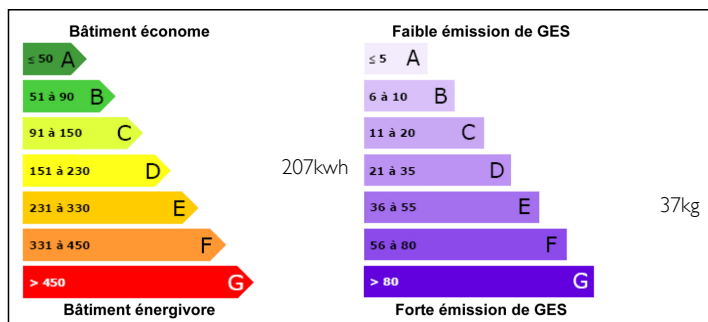 Bâtiment économe
≤ 50 A
51 à 90 B
91 à 150 C
151 à 230 D
231 à 330 E
331 à 450 F
> 450 G
Bâtiment énergivore
207kwh
Faible émission de GES
≤ 5 A
6 à 10 B
11 à 20 C
21 à 35 D
36 à 55 E
56 à 80 F
> 80 G
Forte émission de GES
37kg